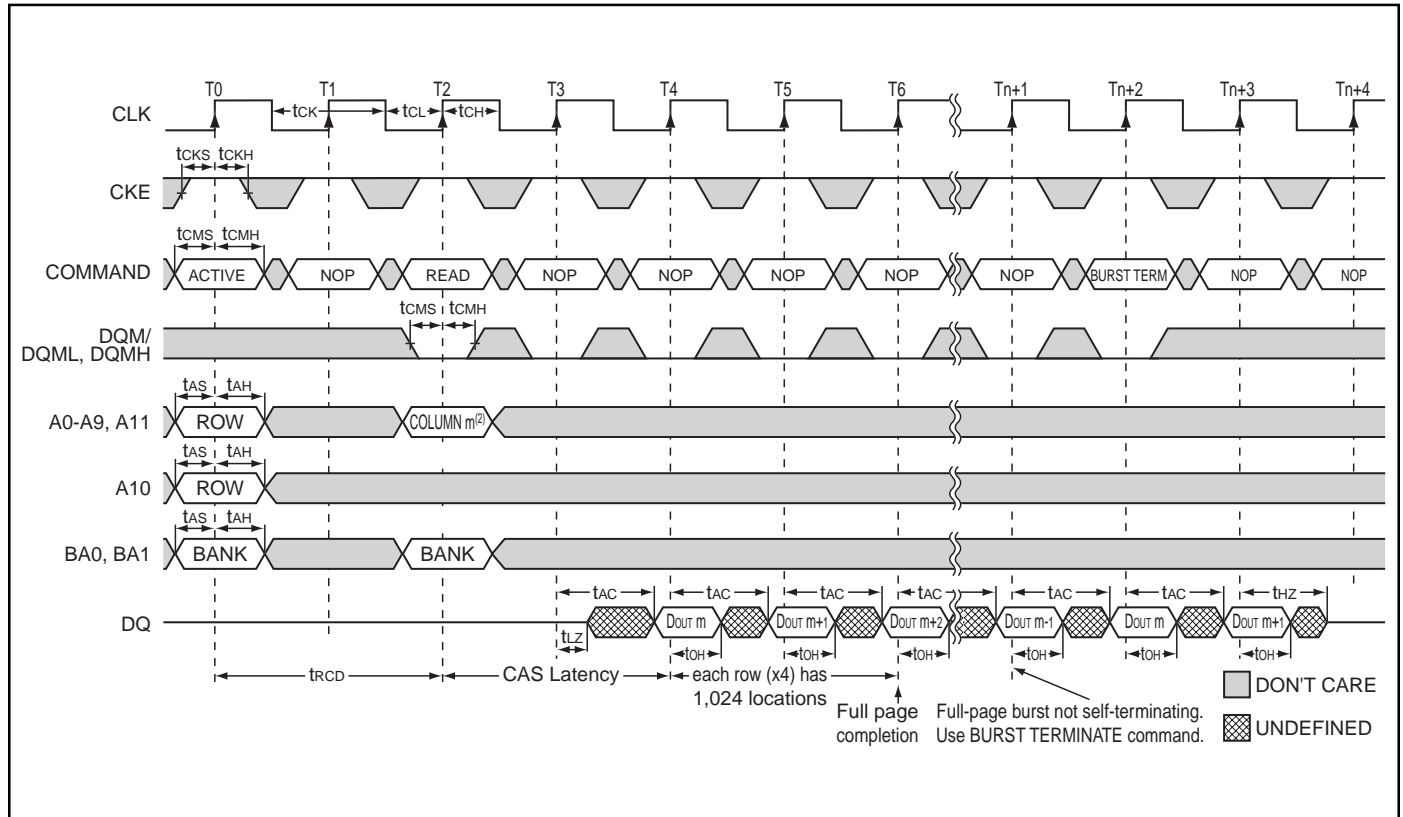 T0 T1 T2 T3 T4 T5 T6 Tn+1 Tn+2 Tn+3 Tn+4
CLK
tCK tCL tCH
tCKS tCKH
CKE
tCMS tCMH
COMMAND
ACTIVE NOP READ NOP NOP NOP NOP NOP BURST TERM NOP NOP
tCMS tCMH
DQM/
DQML, DQMH
tAS tAH
A0-A9, A11
ROW COLUMN m(2)
tAS tAH
A10
ROW
tAS tAH
BA0, BA1
BANK BANK
tAC tAC tAC tAC tAC tAC tHZ
DQ
DOUT m DOUT m+1 DOUT m+2 DOUT m-1 DOUT m DOUT m+1
tLZ
tOH tOH tOH tOH tOH tOH
tRCD CAS Latency each row (x4) has
1,024 locations
Full page
completion
Full-page burst not self-terminating.
Use BURST TERMINATE command.
DON'T CARE
UNDEFINED